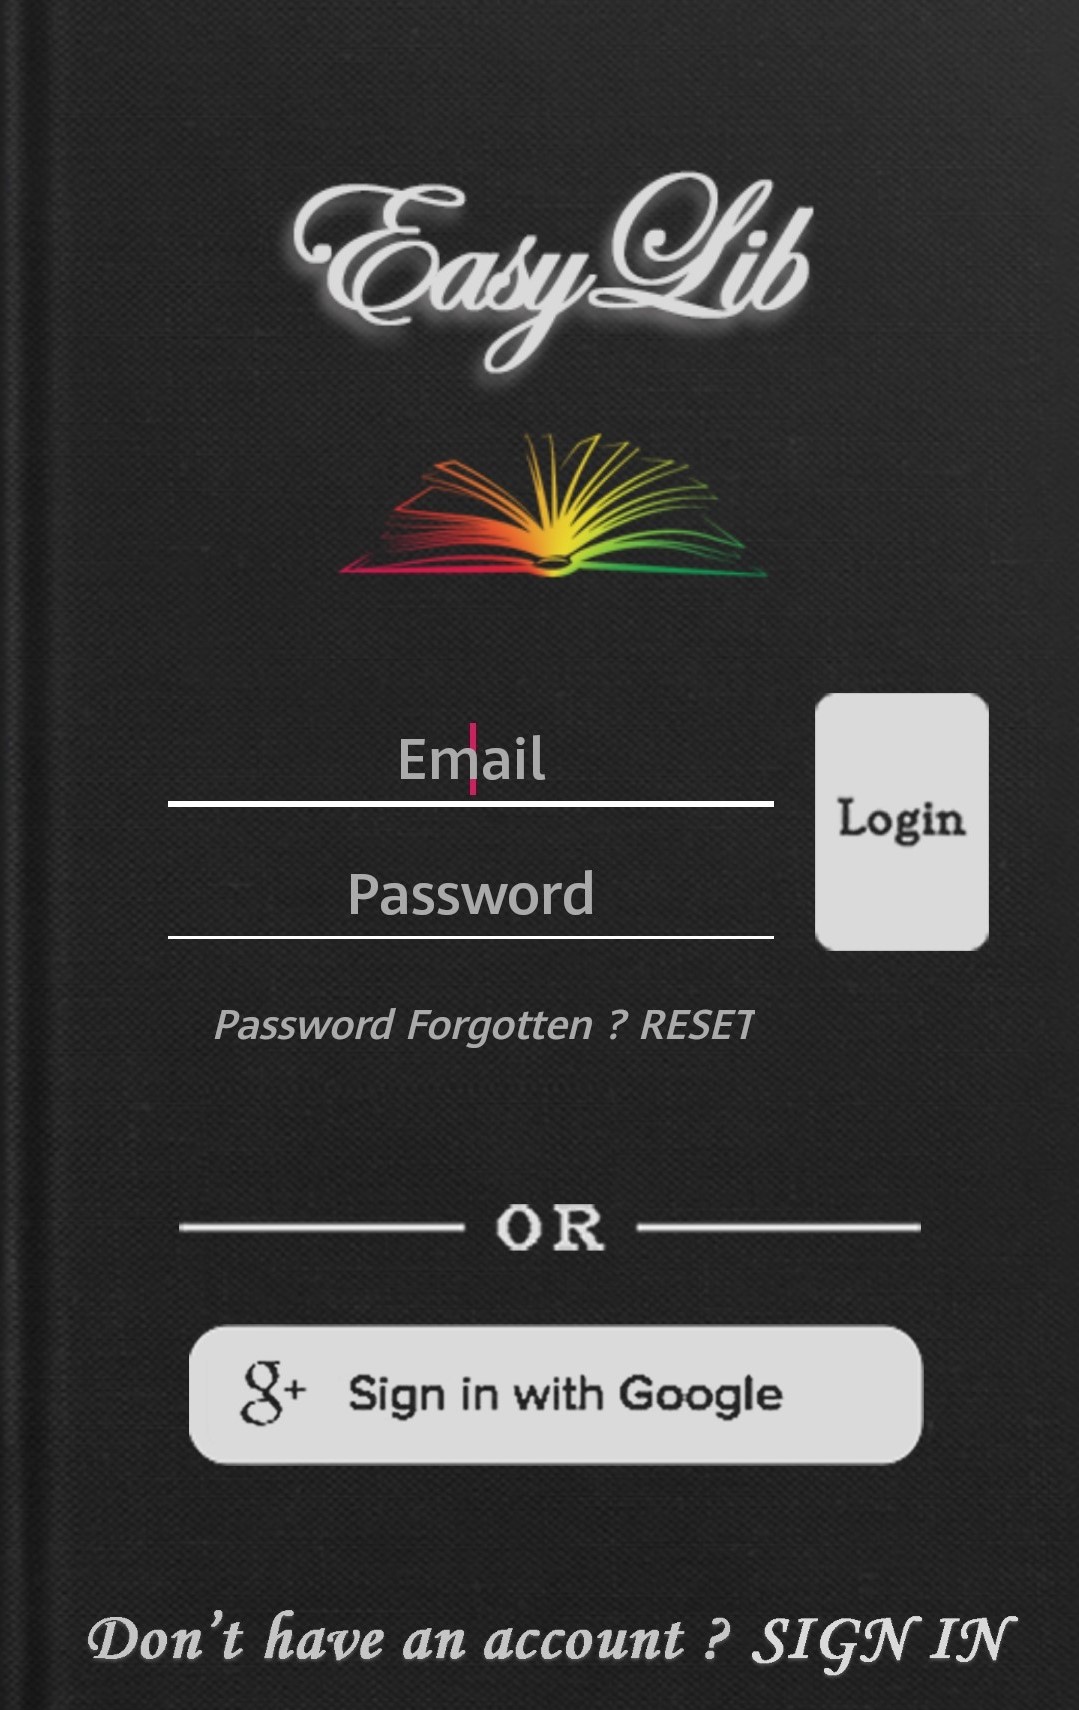 EasyLib
Email
Password
Login
Password Forgotten ? RESET
OR
g+ Sign in with Google
Don't have an account ? SIGN IN